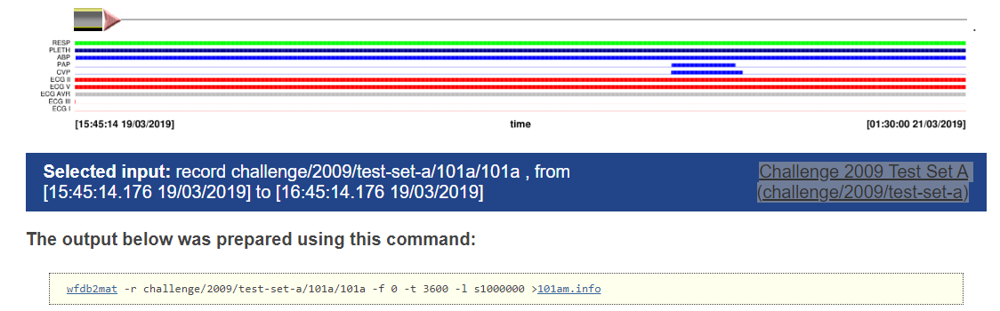 .
RESP
PLETH
ABP
PAP
CVP
ECG II
ECG V
ECG AVR
ECG III
ECG I
[15:45:14 19/03/2019] time [01:30:00 21/03/2019]
Selected input: record challenge/2009/test-set-a/101a/101a , from
[15:45:14.176 19/03/2019] to [16:45:14.176 19/03/2019]
Challenge 2009 Test Set A
(challenge/2009/test-set-a)
The output below was prepared using this command:
wfdb2mat -r challenge/2009/test-set-a/101a/101a -f 0 -t 3600 -l s1000000 >101am.info